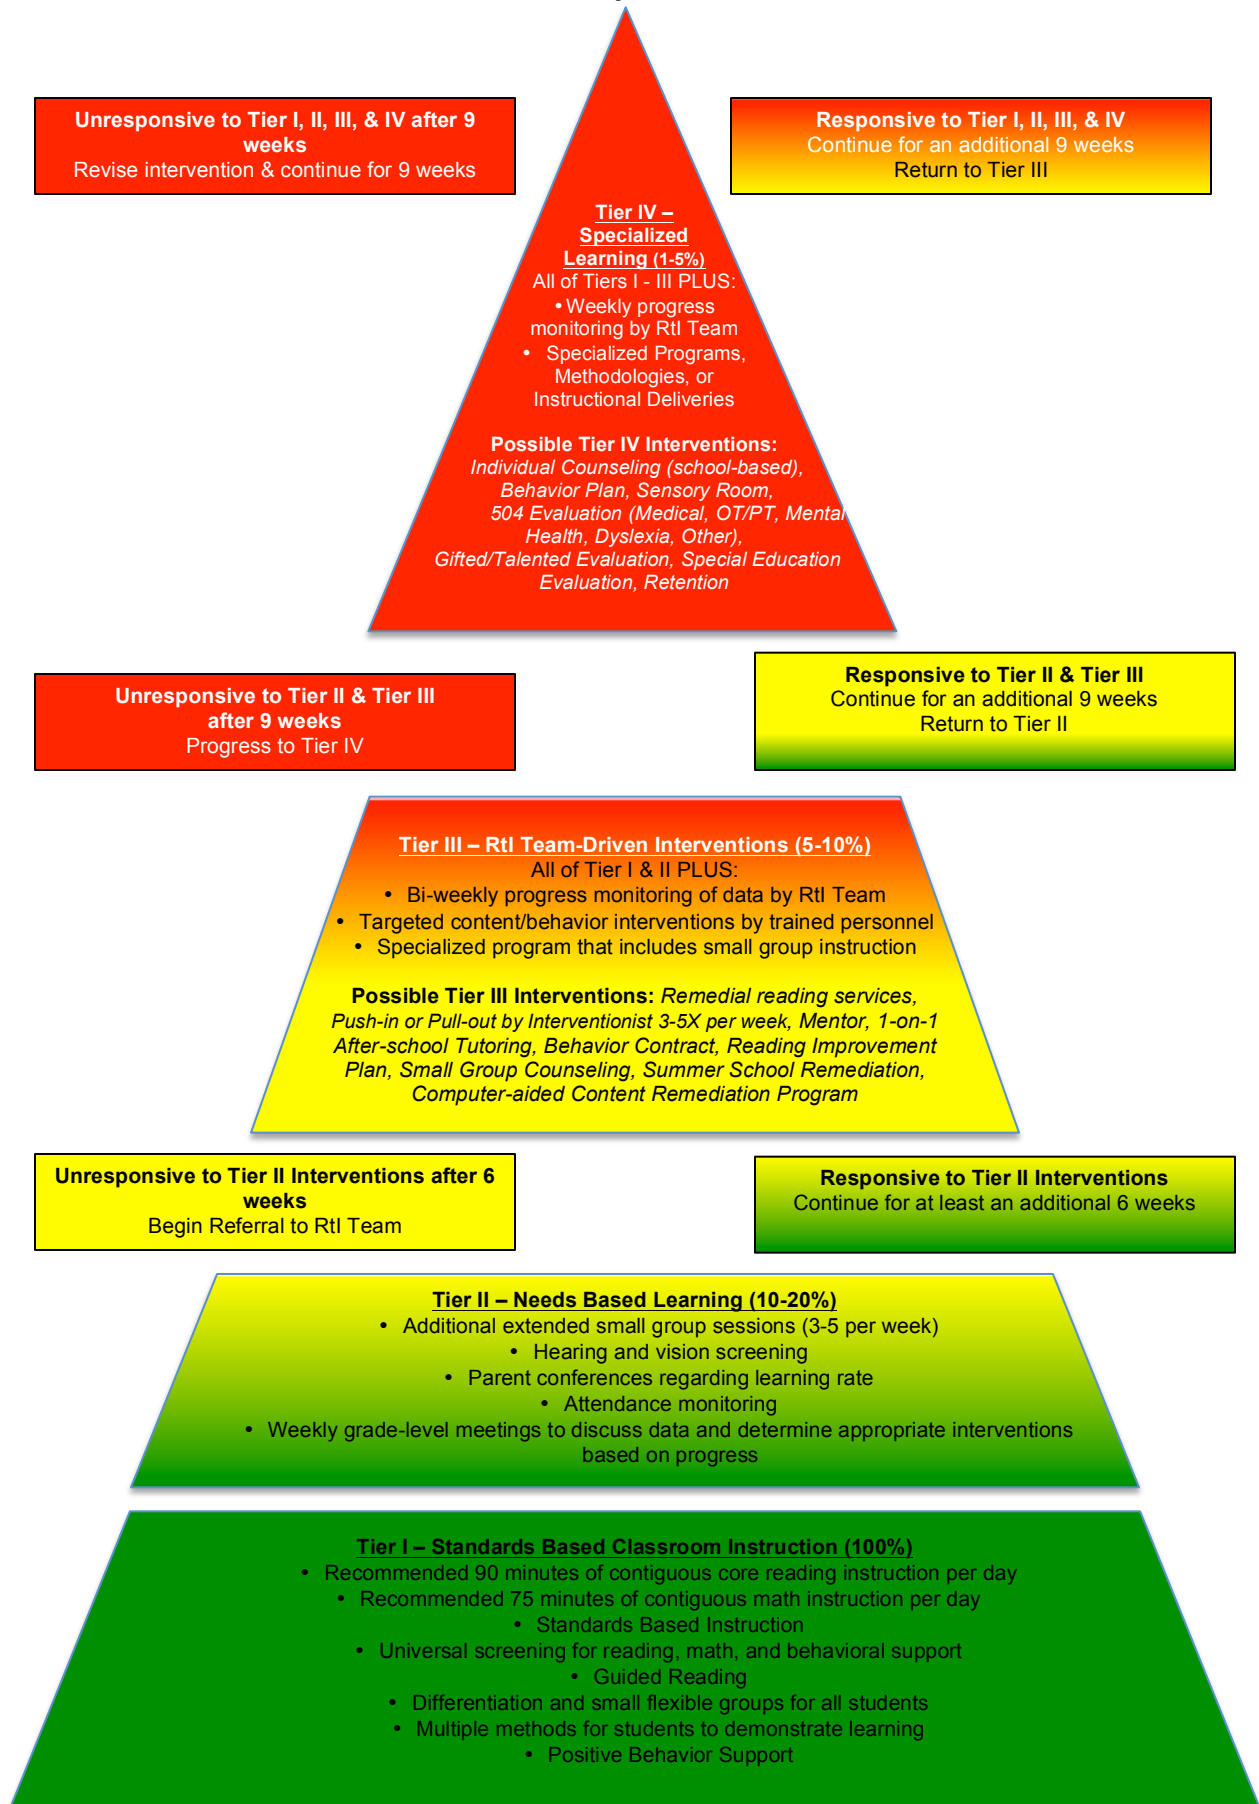 Unresponsive to Tier I, II, III, & IV after 9
weeks
Revise intervention & continue for 9 weeks
Responsive to Tier I, II, III, & IV
Continue for an additional 9 weeks
Return to Tier III
Tier IV –
Specialized
Learning (1-5%)
All of Tiers I - III PLUS:
• Weekly progress
monitoring by RtI Team
• Specialized Programs,
Methodologies, or
Instructional Deliveries
Possible Tier IV Interventions:
Individual Counseling (school-based),
Behavior Plan, Sensory Room,
504 Evaluation (Medical, OT/PT, Mental
Health, Dyslexia, Other),
Gifted/Talented Evaluation, Special Education
Evaluation, Retention
Unresponsive to Tier II & Tier III
after 9 weeks
Progress to Tier IV
Responsive to Tier II & Tier III
Continue for an additional 9 weeks
Return to Tier II
Tier III – RtI Team-Driven Interventions (5-10%)
All of Tier I & II PLUS:
• Bi-weekly progress monitoring of data by RtI Team
• Targeted content/behavior interventions by trained personnel
• Specialized program that includes small group instruction
Possible Tier III Interventions: Remedial reading services,
Push-in or Pull-out by Interventionist 3-5X per week, Mentor, 1-on-1
After-school Tutoring, Behavior Contract, Reading Improvement
Plan, Small Group Counseling, Summer School Remediation,
Computer-aided Content Remediation Program
Unresponsive to Tier II Interventions after 6
weeks
Begin Referral to RtI Team
Responsive to Tier II Interventions
Continue for at least an additional 6 weeks
Tier II – Needs Based Learning (10-20%)
• Additional extended small group sessions (3-5 per week)
• Hearing and vision screening
• Parent conferences regarding learning rate
• Attendance monitoring
• Weekly grade-level meetings to discuss data and determine appropriate interventions
based on progress
Tier I – Standards Based Classroom Instruction (100%)
• Recommended 90 minutes of contiguous core reading instruction per day
• Recommended 75 minutes of contiguous math instruction per day
• Standards Based Instruction
• Universal screening for reading, math, and behavioral support
• Guided Reading
• Differentiation and small flexible groups for all students
• Multiple methods for students to demonstrate learning
• Positive Behavior Support